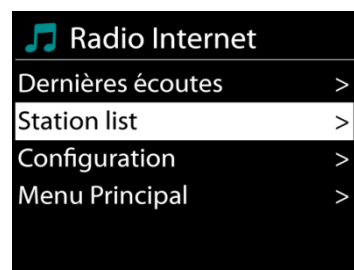 Radio Internet
Dernières écoutes >
Station list >
Configuration >
Menu Principal >